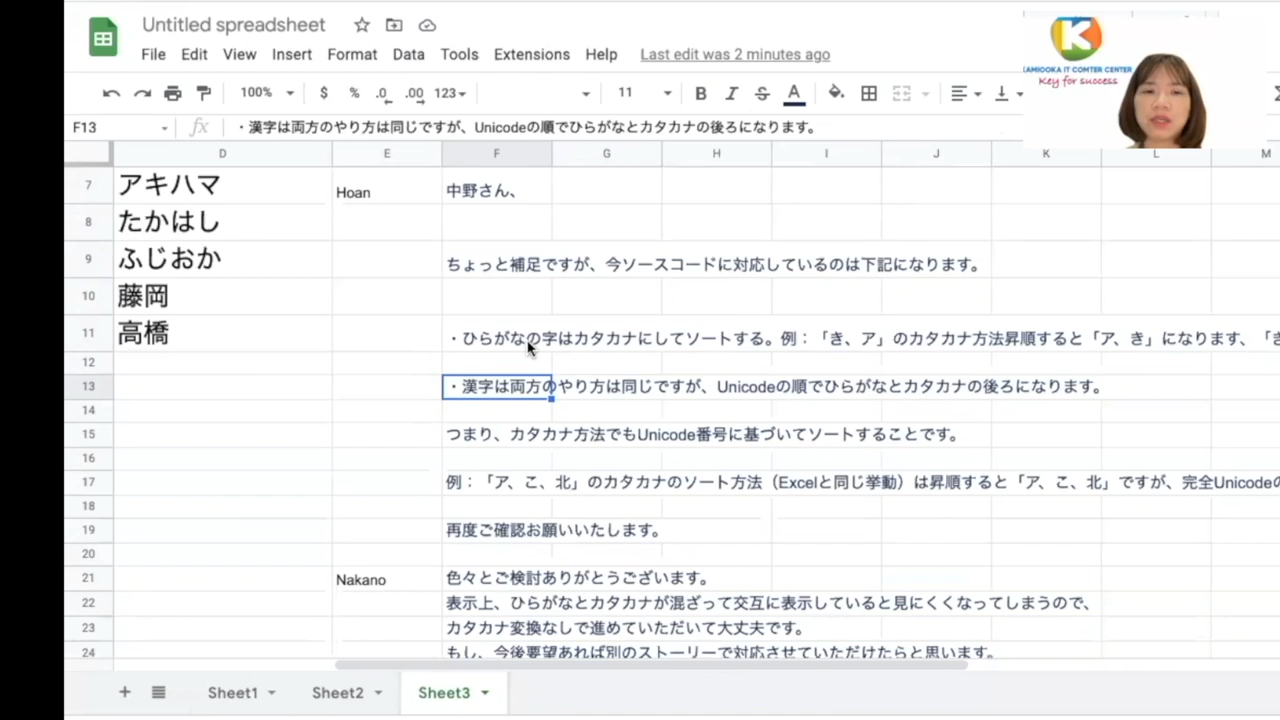 Untitled spreadsheet
File Edit View Insert Format Data Tools Extensions Help Last edit was 2 minutes ago
K
KAMIOOKA IT COMTER CENTER
Key for success
100% $ % .0 .00 123 11 B I S A
F13 fx ・漢字は両方のやり方は同じですが、Unicodeの順でひらがなとカタカナの後ろになります。
D E F G H I J K L M
7 アキハマ Hoan 中野さん、
8 たかはし
9 ふじおか ちょっと補足ですが、今ソースコードに対応しているのは下記になります。
10 藤岡
11 高橋 ・ひらがなの字はカタカナにしてソートする。例：「き、ア」のカタカナ方法昇順すると「ア、き」になります、「き
12
13 ・漢字は両方のやり方は同じですが、Unicodeの順でひらがなとカタカナの後ろになります。
14
15 つまり、カタカナ方法でもUnicode番号に基づいてソートすることです。
16
17 例：「ア、こ、北」のカタカナのソート方法（Excelと同じ挙動）は昇順すると「ア、こ、北」ですが、完全Unicodeの
18
19 再度ご確認お願いいたします。
20
21 Nakano 色々とご検討ありがとうございます。
22 表示上、ひらがなとカタカナが混ざって交互に表示していると見にくくなってしまうので、
23 カタカナ変換なしで進めていただいて大丈夫です。
24 もし、今後要望あれば別のストーリーで対応させていただけたらと思います。
Sheet1 Sheet2 Sheet3